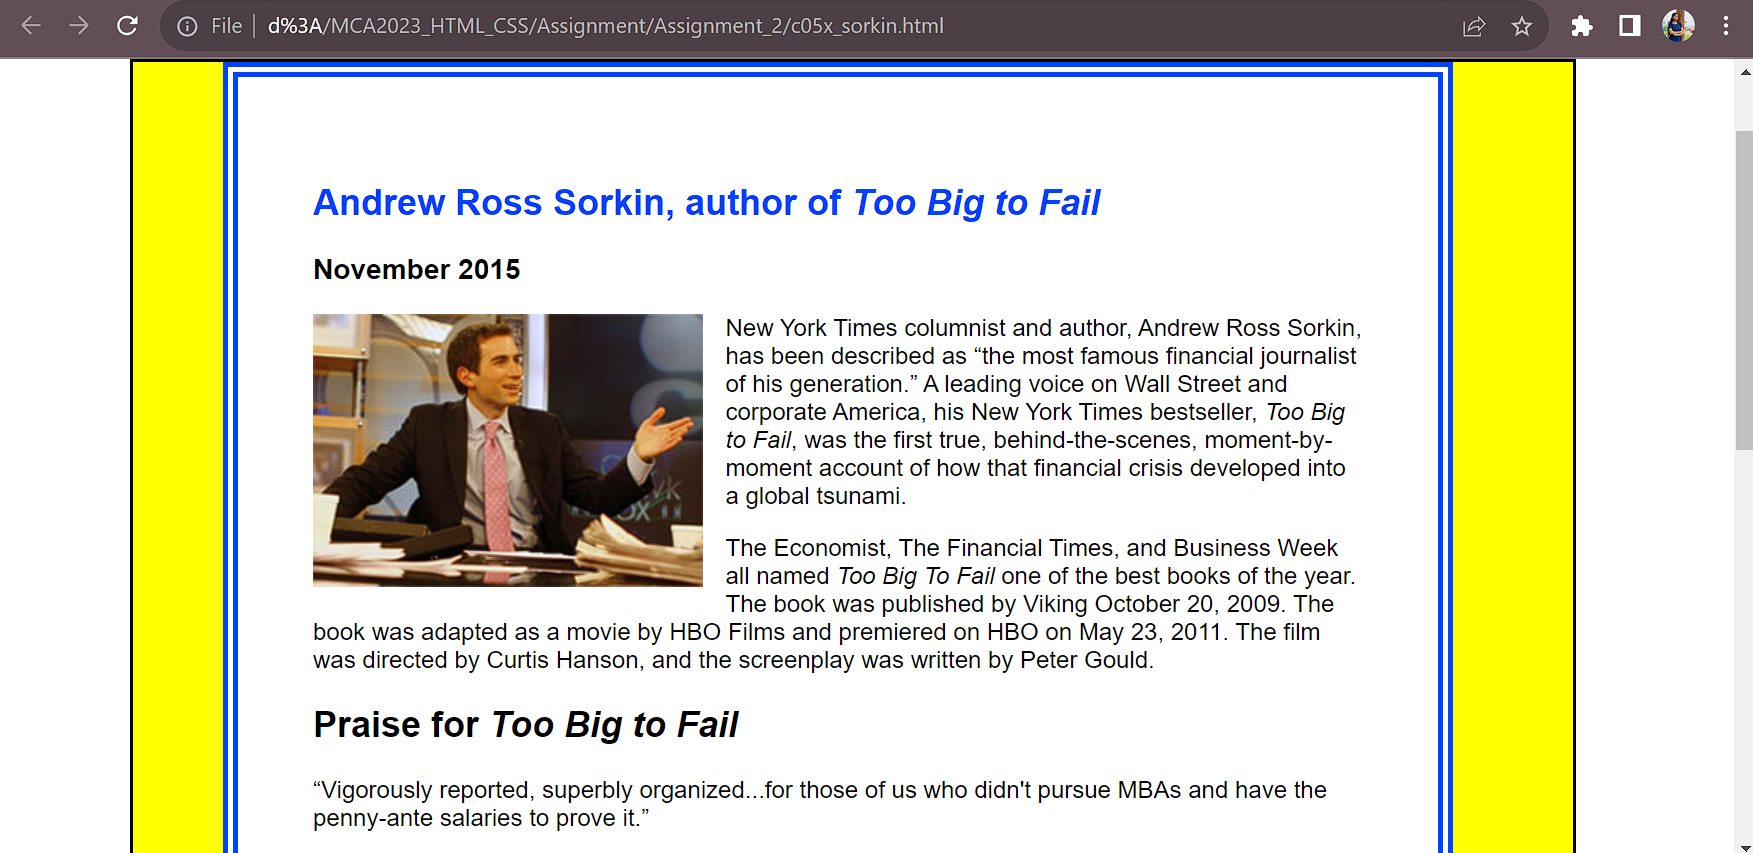 File
d%3A/MCA2023_HTML_CSS/Assignment/Assignment_2/c05x_sorkin.html
Andrew Ross Sorkin, author of Too Big to Fail
November 2015
New York Times columnist and author, Andrew Ross Sorkin,
has been described as “the most famous financial journalist
of his generation.” A leading voice on Wall Street and
corporate America, his New York Times bestseller, Too Big
to Fail, was the first true, behind-the-scenes, moment-by-
moment account of how that financial crisis developed into
a global tsunami.
The Economist, The Financial Times, and Business Week
all named Too Big To Fail one of the best books of the year.
The book was published by Viking October 20, 2009. The
book was adapted as a movie by HBO Films and premiered on HBO on May 23, 2011. The film
was directed by Curtis Hanson, and the screenplay was written by Peter Gould.
Praise for Too Big to Fail
“Vigorously reported, superbly organized...for those of us who didn't pursue MBAs and have the
penny-ante salaries to prove it.”